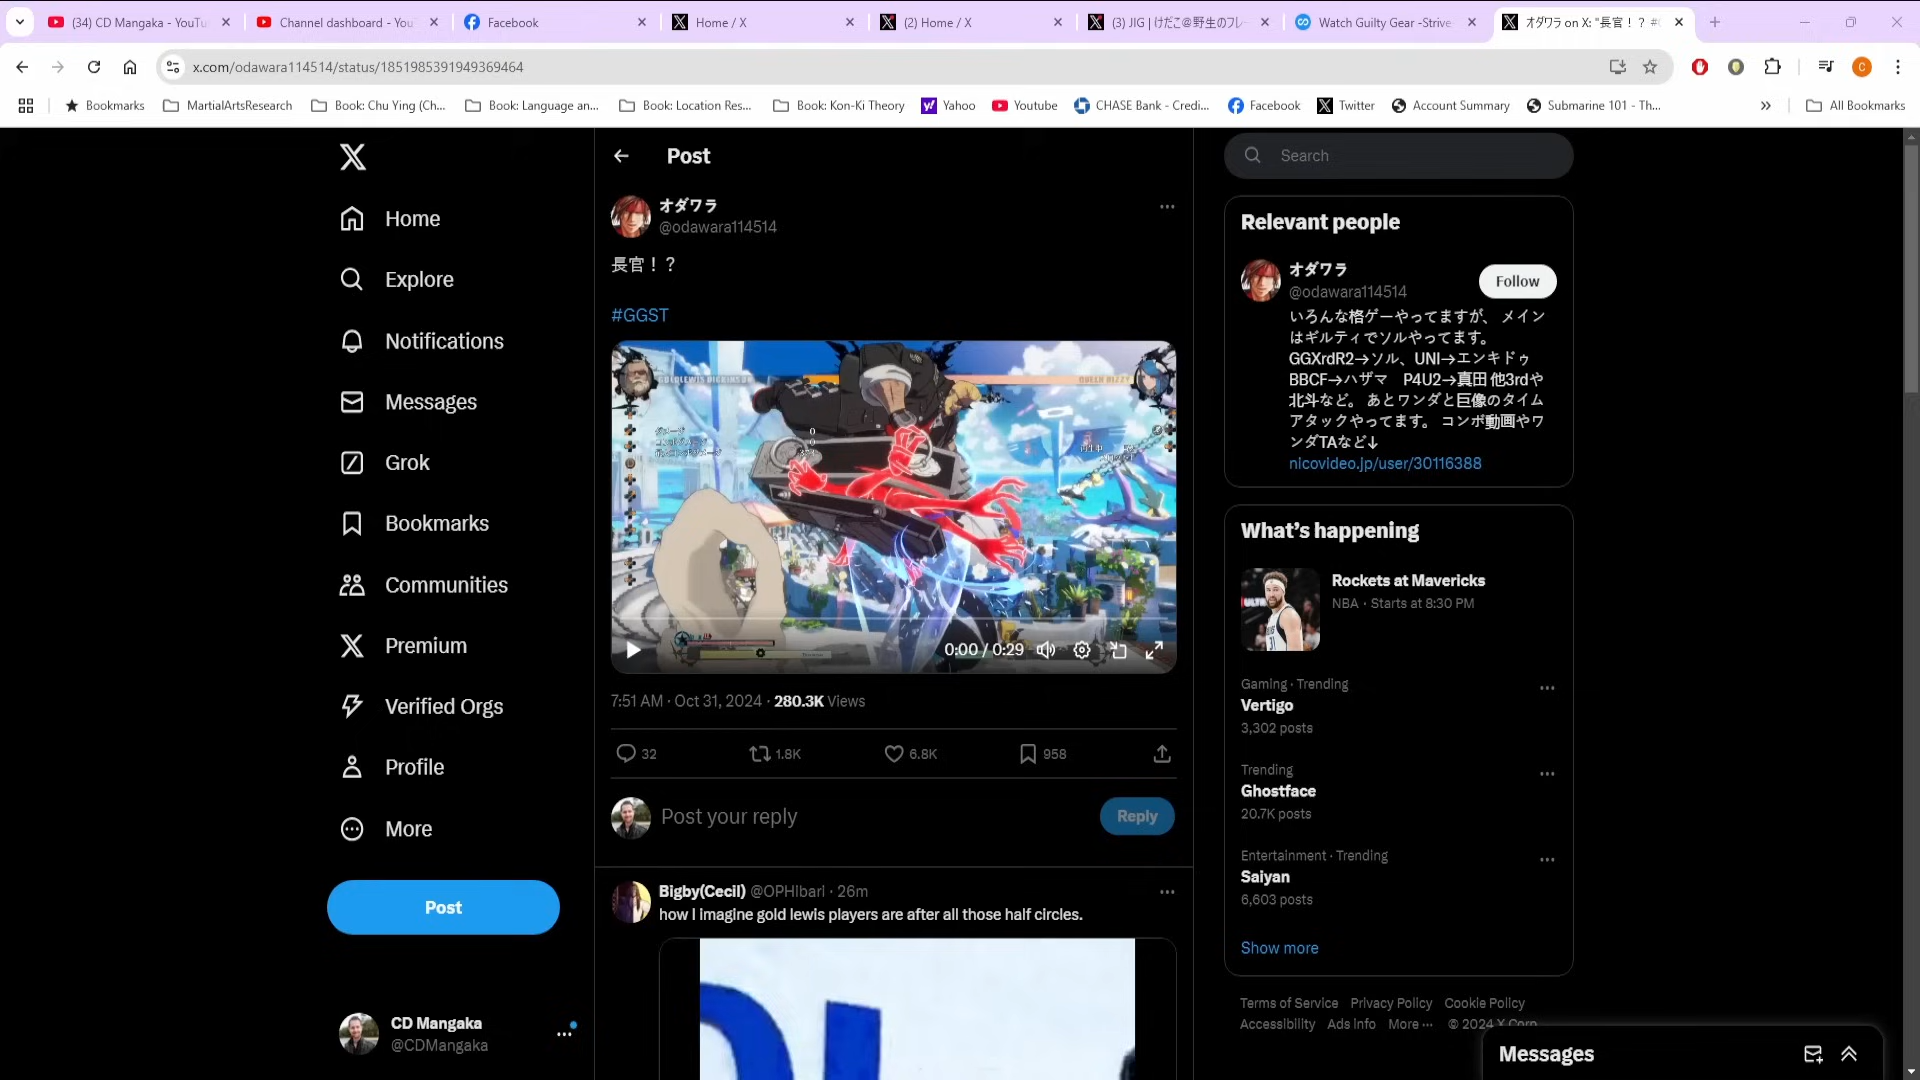 (34) CD Mangaka - YouTu
Channel dashboard - You
Facebook
Home / X
(2) Home / X
(3) JIG | けだこ@野生のフレ
Watch Guilty Gear -Strive
オダワラ on X: "長官！？ #G
x.com/odawara114514/status/1851985391949369464
Bookmarks
MartialArtsResearch
Book: Chu Ying (Ch...
Book: Language an...
Book: Location Res...
Book: Kon-Ki Theory
Yahoo
Youtube
CHASE Bank - Credi...
Facebook
Twitter
Account Summary
Submarine 101 - Th...
All Bookmarks
Home
Explore
Notifications
Messages
Grok
Bookmarks
Communities
Premium
Verified Orgs
Profile
More
Post
CD Mangaka
@CDMangaka
Post
オダワラ
@odawara114514
長官！？
#GGST
GOLDLEWIS DICKINSON
QUEEN DIZZY
ダメージ
0
0
0:00 / 0:29
7:51 AM · Oct 31, 2024 · 280.3K Views
32
1.8K
6.8K
958
Post your reply
Reply
Bigby(Cecil) @OPHIbari · 26m
how I imagine gold lewis players are after all those half circles.
Search
Relevant people
オダワラ
@odawara114514
Follow
いろんな格ゲーやってますが、 メイン
はギルティでソルやってます。
GGXrdR2→ソル、UNI→エンキドゥ
BBCF→ハザマ　P4U2→真田 他3rdや
北斗など。 あとワンダと巨像のタイム
アタックやってます。 コンボ動画やワ
ンダTAなど↓
nicovideo.jp/user/30116388
What's happening
Rockets at Mavericks
NBA · Starts at 8:30 PM
Gaming · Trending
Vertigo
3,302 posts
Trending
Ghostface
20.7K posts
Entertainment · Trending
Saiyan
6,603 posts
Show more
Terms of Service Privacy Policy Cookie Policy
Accessibility Ads info More ··· © 2024 X Corp.
Messages